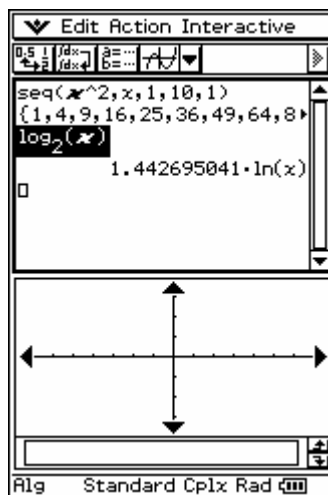 Edit Action Interactive
seq(x^2,x,1,10,1)
{1,4,9,16,25,36,49,64,8
log₂(x)
1.442695041·ln(x)
Alg Standard Cplx Rad